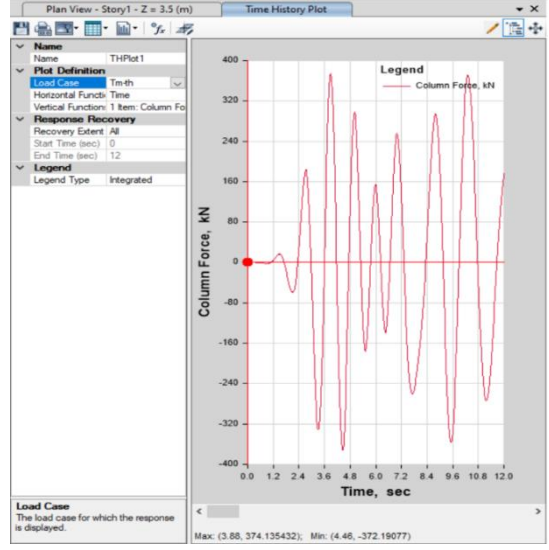 Plan View - Story1 - Z = 3.5 (m)
Time History Plot
Name
Name THPlot1
Plot Definition
Load Case Tm-th
Horizontal Functi Time
Vertical Function: 1 Item: Column Fo
Response Recovery
Recovery Extent All
Start Time (sec) 0
End Time (sec) 12
Legend
Legend Type Integrated
Load Case
The load case for which the response
is displayed.
Legend
Column Force, kN
400
320
240
160
80
0
-80
-160
-240
-320
-400
Column Force, kN
0.0 1.2 2.4 3.6 4.8 6.0 7.2 8.4 9.6 10.8 12.0
Time, sec
Max: (3.88, 374.135432); Min: (4.46, -372.19077)